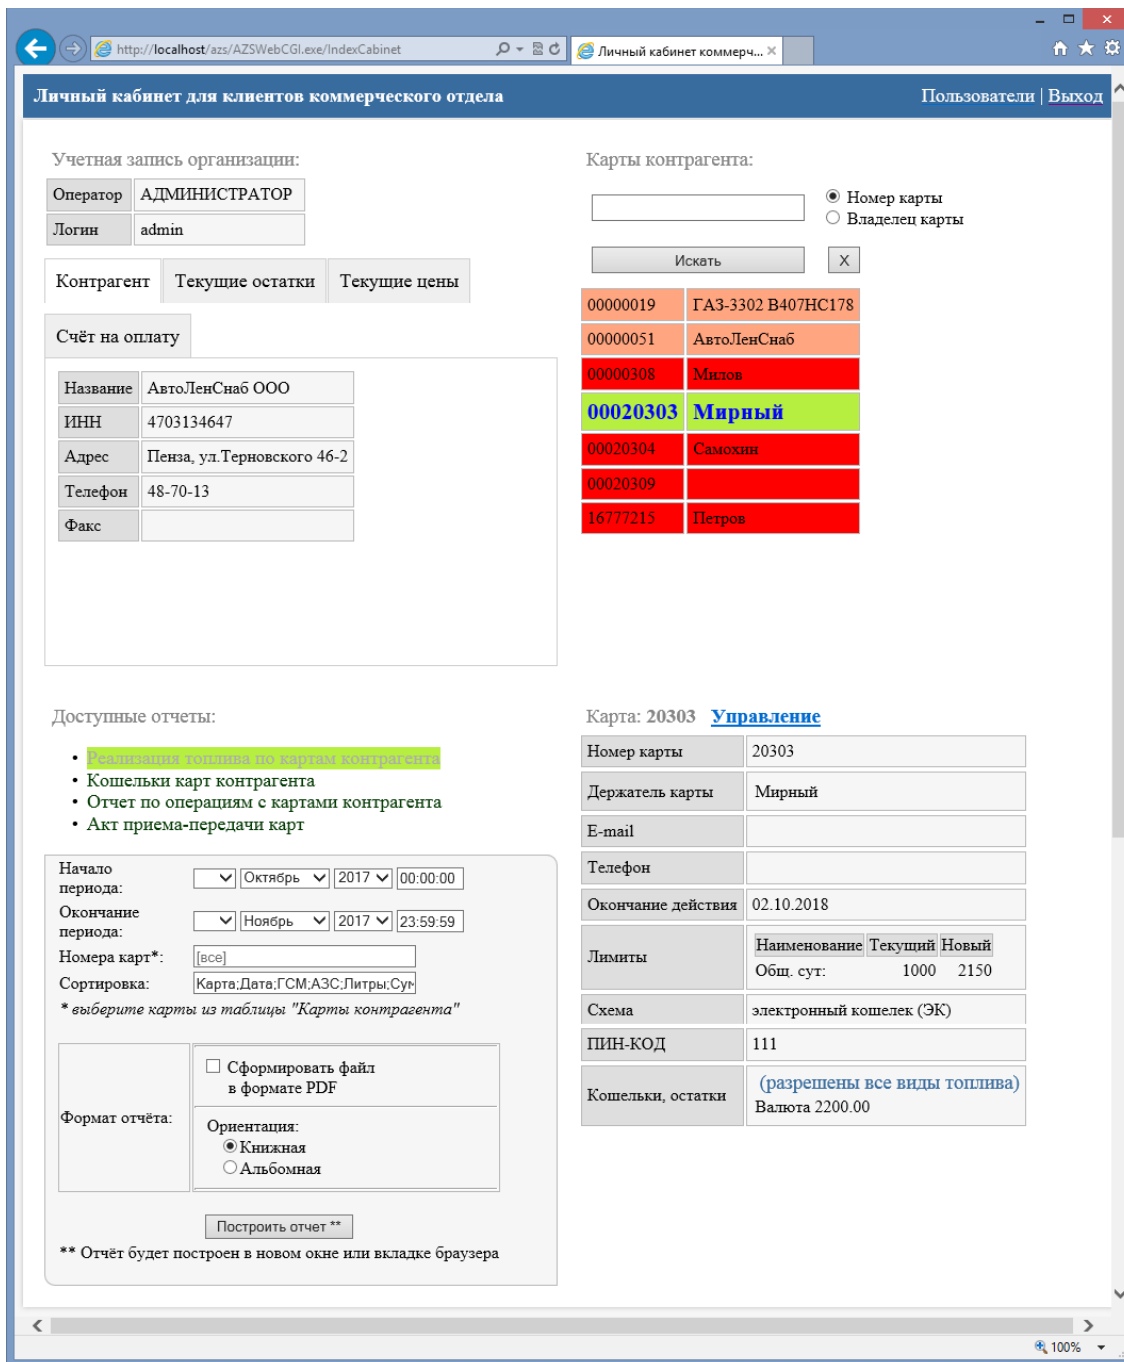 http://localhost/azs/AZSWebCGI.exe/IndexCabinet
Личный кабинет коммерч...
Личный кабинет для клиентов коммерческого отдела
Пользователи | Выход
Учетная запись организации:
Оператор АДМИНИСТРАТОР
Логин admin
Контрагент Текущие остатки Текущие цены
Счёт на оплату
Название АвтоЛенСнаб ООО
ИНН 4703134647
Адрес Пенза, ул.Терновского 46-2
Телефон 48-70-13
Факс
Карты контрагента:
Номер карты
Владелец карты
Искать X
00000019 ГАЗ-3302 В407НС178
00000051 АвтоЛенСнаб
00000308 Милов
00020303 Мирный
00020304 Самохин
00020309
16777215 Петров
Доступные отчеты:
• Реализация топлива по картам контрагента
• Кошельки карт контрагента
• Отчет по операциям с картами контрагента
• Акт приема-передачи карт
Начало
периода:
Октябрь 2017 00:00:00
Окончание
периода:
Ноябрь 2017 23:59:59
Номера карт*: [все]
Сортировка: Карта;Дата;ГСМ;АЗС;Литры;Сум
* выберите карты из таблицы "Карты контрагента"
Формат отчёта:
Сформировать файл
в формате PDF
Ориентация:
Книжная
Альбомная
Построить отчет **
** Отчёт будет построен в новом окне или вкладке браузера
Карта: 20303 Управление
Номер карты 20303
Держатель карты Мирный
E-mail
Телефон
Окончание действия 02.10.2018
Лимиты
Наименование Текущий Новый
Общ. сут: 1000 2150
Схема электронный кошелек (ЭК)
ПИН-КОД 111
Кошельки, остатки
(разрешены все виды топлива)
Валюта 2200.00
100%